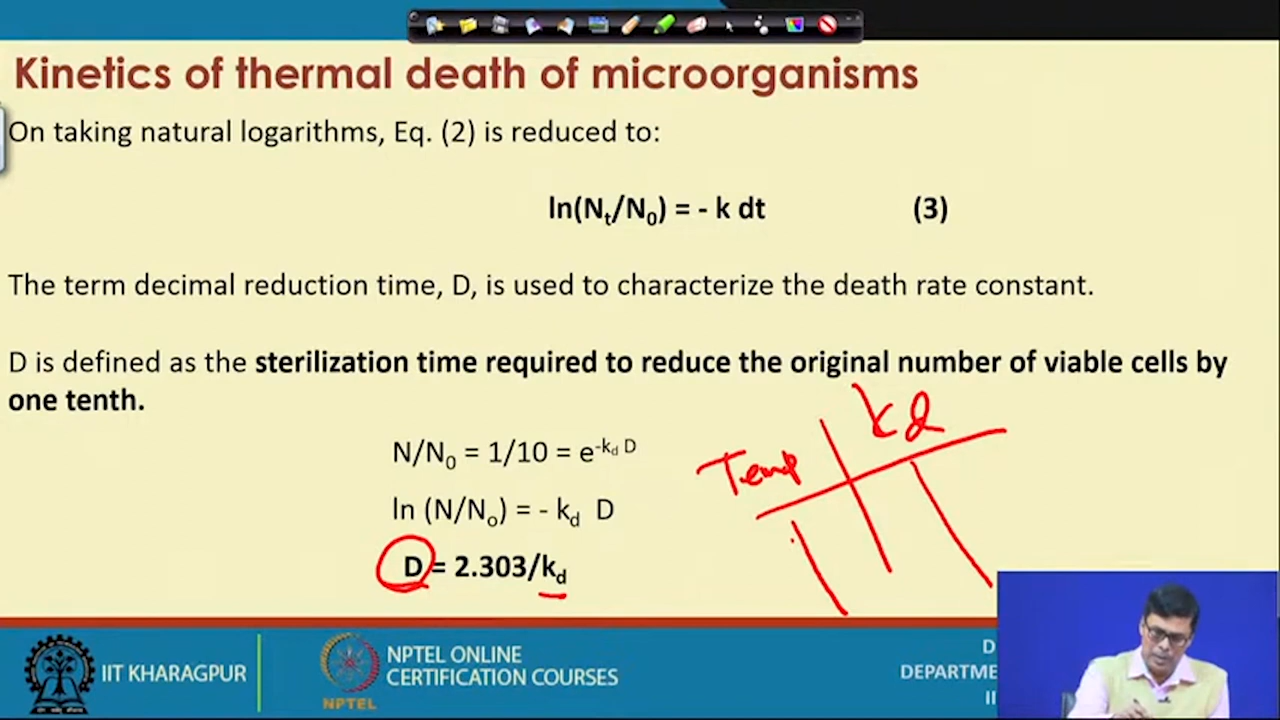 Kinetics of thermal death of microorganisms
On taking natural logarithms, Eq. (2) is reduced to:
ln(Nt/N0) = - k dt (3)
The term decimal reduction time, D, is used to characterize the death rate constant.
D is defined as the sterilization time required to reduce the original number of viable cells by
one tenth.
N/N0 = 1/10 = e-kd D
ln (N/No) = - kd D
D = 2.303/kd
Temp kd
IIT KHARAGPUR
NPTEL
NPTEL ONLINE
CERTIFICATION COURSES
D
DEPARTME
II